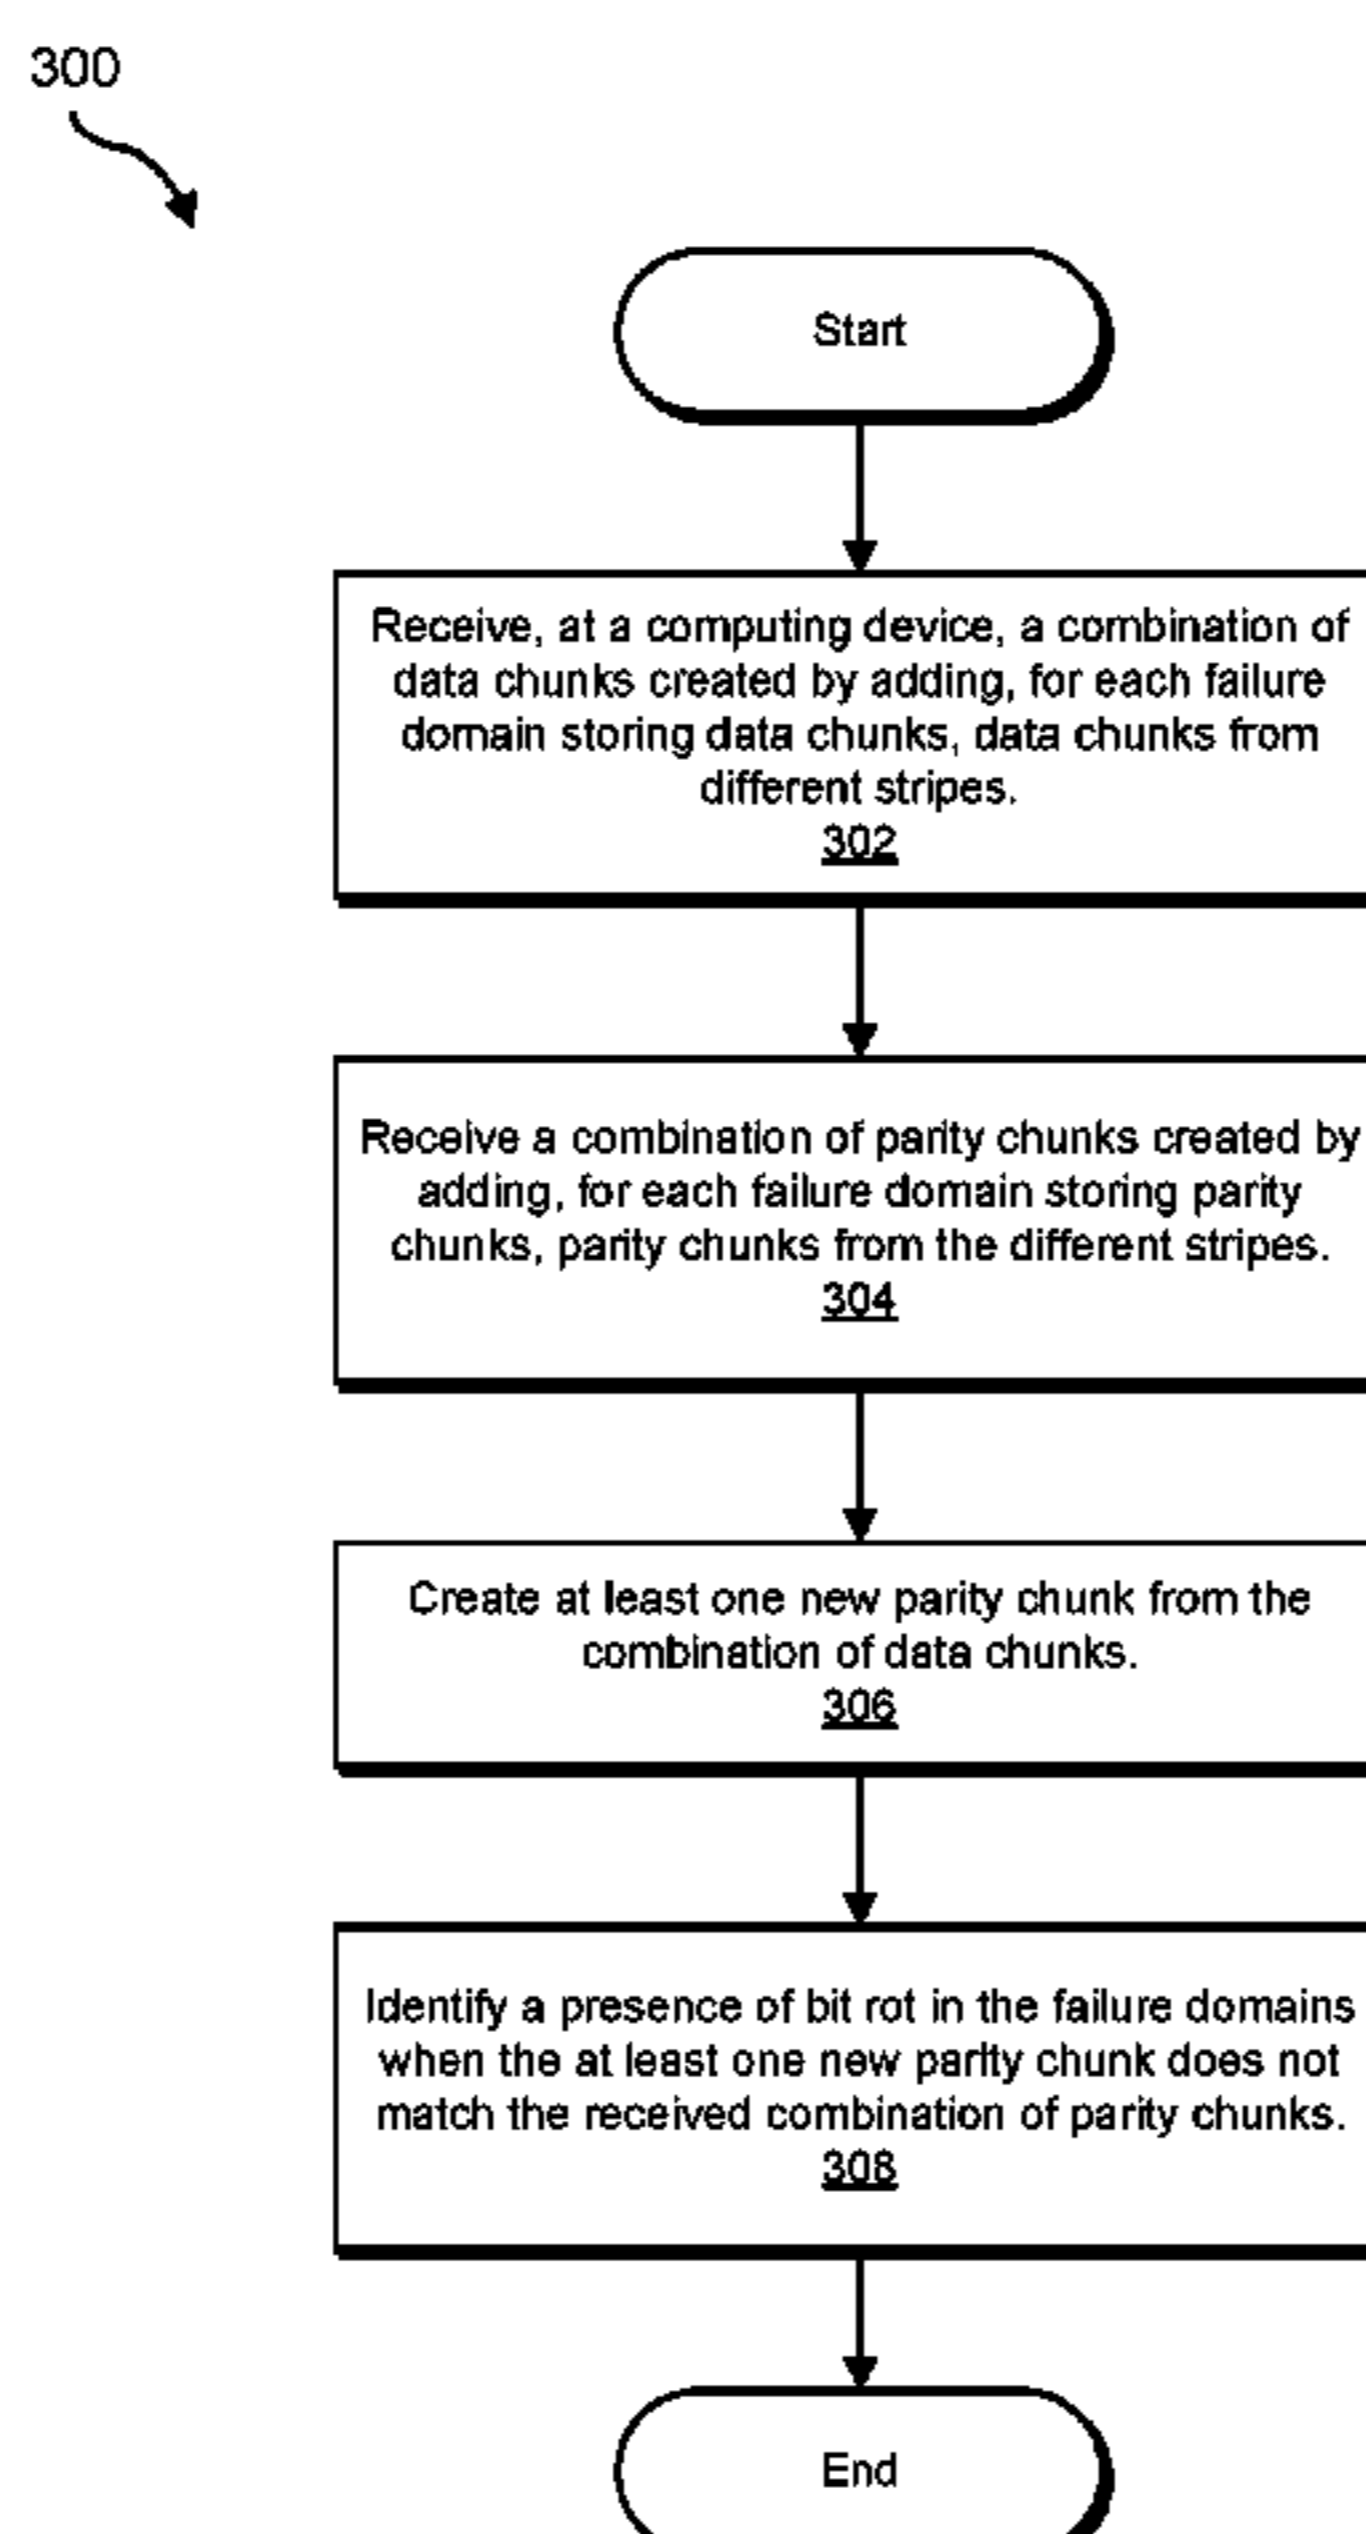 300
Start
Receive, at a computing device, a combination of
data chunks created by adding, for each failure
domain storing data chunks, data chunks from
different stripes.
302
Receive a combination of parity chunks created by
adding, for each failure domain storing parity
chunks, parity chunks from the different stripes.
304
Create at least one new parity chunk from the
combination of data chunks.
306
Identify a presence of bit rot in the failure domains
when the at least one new parity chunk does not
match the received combination of parity chunks.
308
End